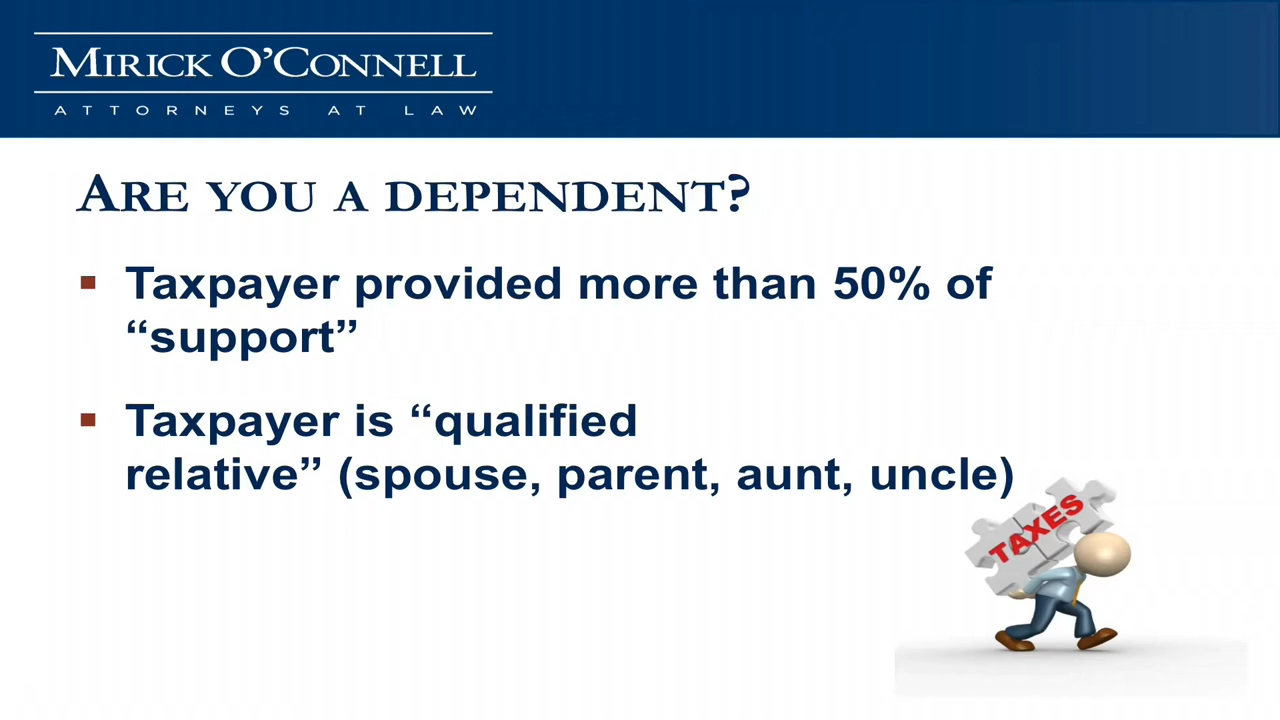 MIRICK O’CONNELL
ATTORNEYS AT LAW
ARE YOU A DEPENDENT?
Taxpayer provided more than 50% of
“support”
Taxpayer is “qualified
relative” (spouse, parent, aunt, uncle)
TAXES